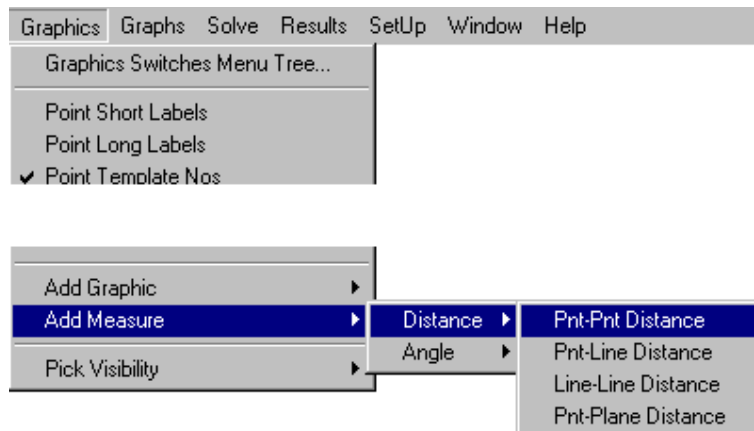 Graphics Graphs Solve Results SetUp Window Help
Graphics Switches Menu Tree...
Point Short Labels
Point Long Labels
Point Template Nos
Add Graphic
Add Measure Distance Pnt-Pnt Distance
Angle Pnt-Line Distance
Pick Visibility Line-Line Distance
Pnt-Plane Distance